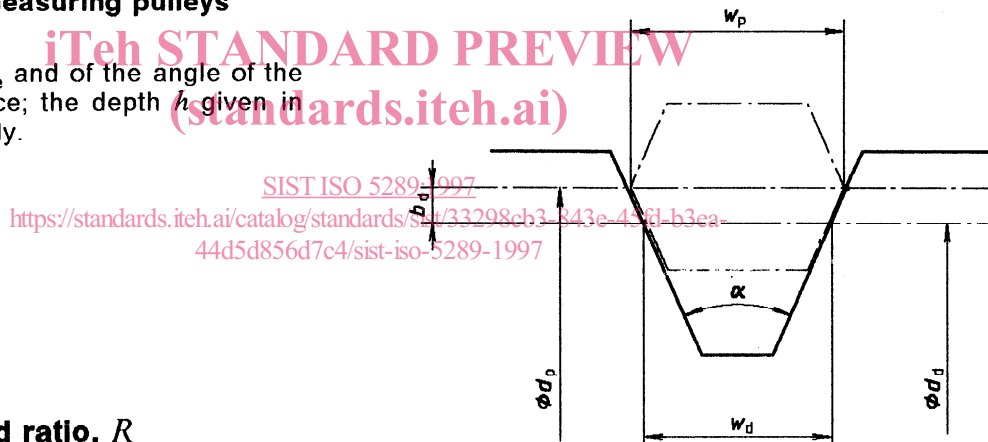 easuring pulleys
iTeh STANDARD PREVIEW
(standards.iteh.ai)
and of the angle of the
ce; the depth h given in
ly.
SIST ISO 5289:1997
https://standards.iteh.ai/catalog/standards/sist/33298cb3-843e-45fd-b3ea-
44d5d856d7c4/sist-iso-5289-1997
wp
bd
α
Φdp
Φdd
wd
d ratio, R